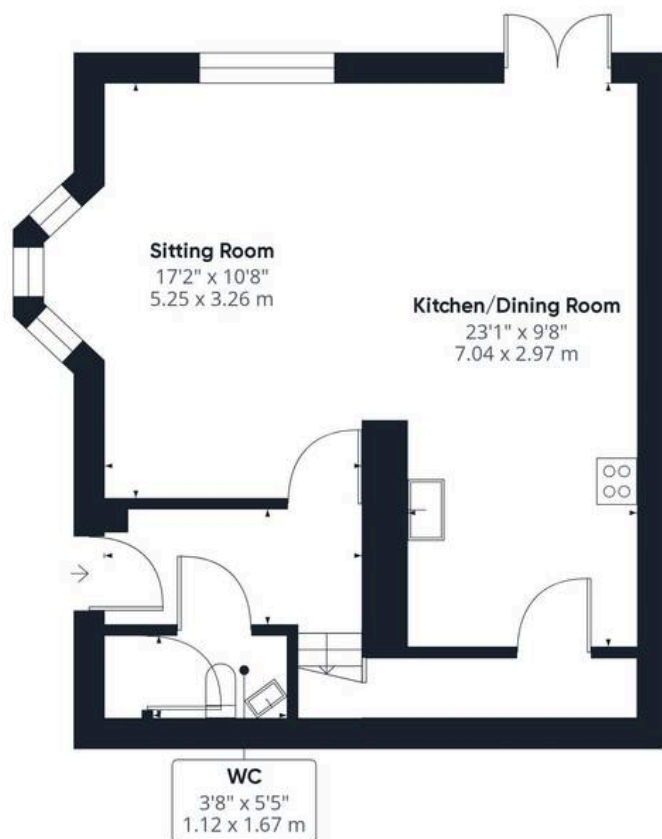 Sitting Room
17'2" x 10'8"
5.25 x 3.26 m
Kitchen/Dining Room
23'1" x 9'8"
7.04 x 2.97 m
WC
3'8" x 5'5"
1.12 x 1.67 m